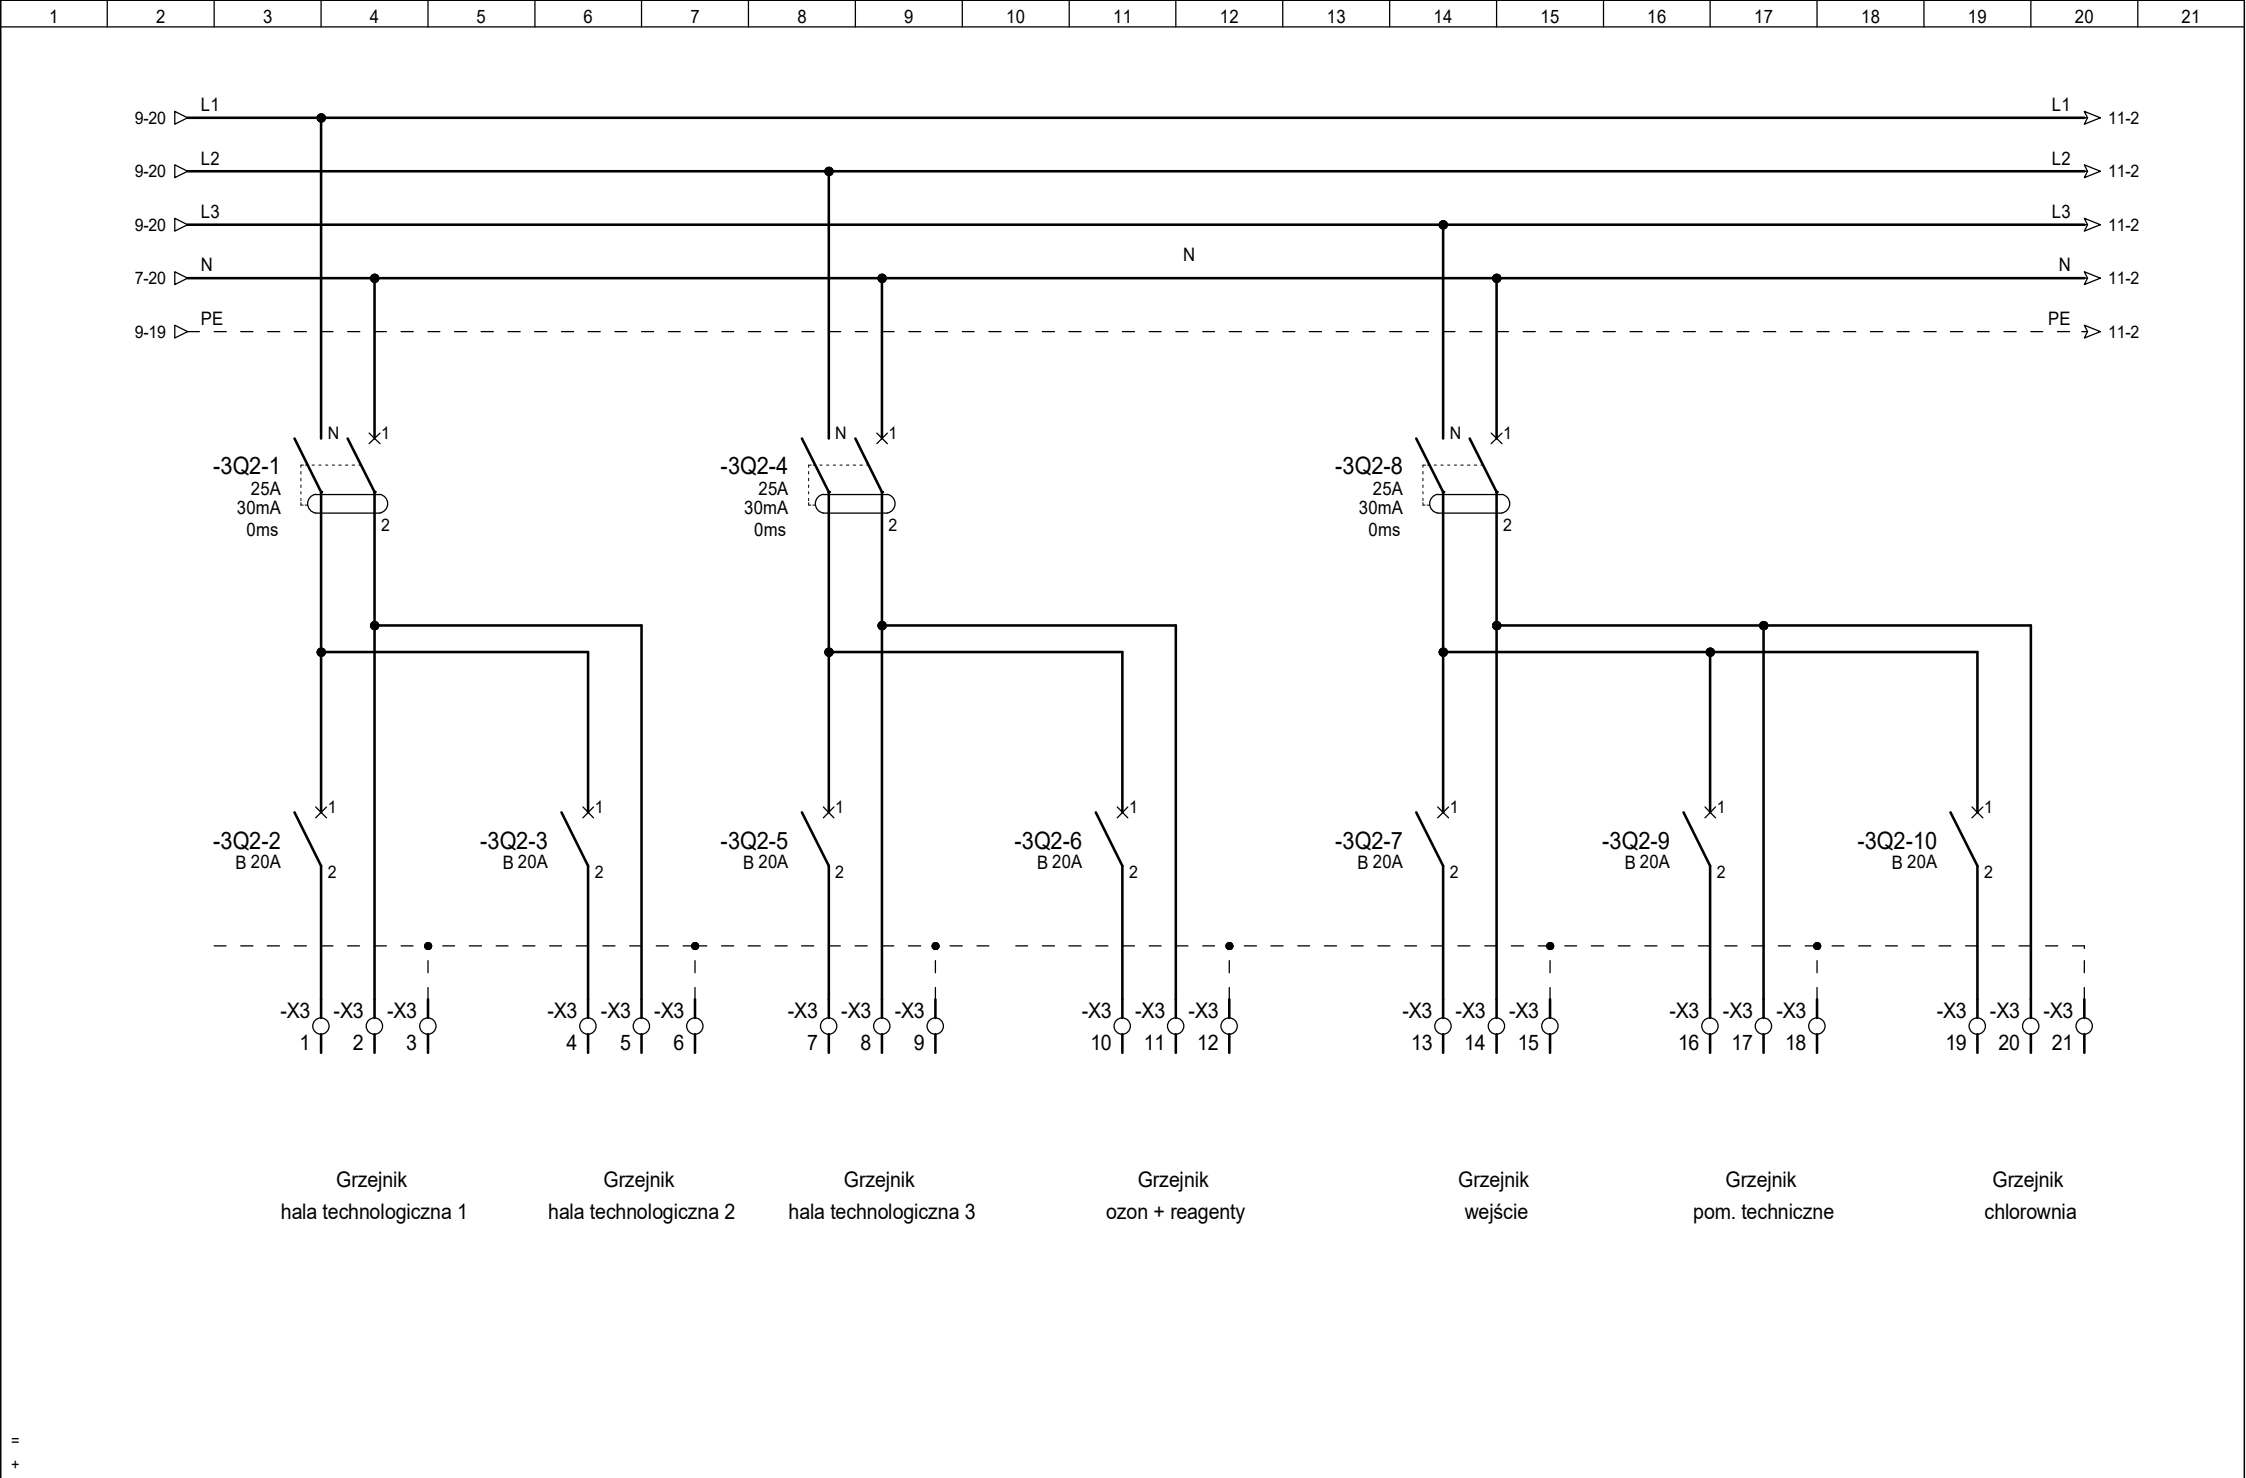 1 2 3 4 5 6 7 8 9 10 11 12 13 14 15 16 17 18 19 20 21
L1 L1
9-20 11-2
L2 L2
9-20 11-2
L3 L3
9-20 11-2
N
N N
7-20 11-2
PE PE
9-19 11-2
N 1 N 1 N 1
-3Q2-1 -3Q2-4 -3Q2-8
25A 25A 25A
30mA 30mA 30mA
2 2 2
0ms 0ms 0ms
1 1 1 1 1 1 1
-3Q2-2 -3Q2-3 -3Q2-5 -3Q2-6 -3Q2-7 -3Q2-9 -3Q2-10
B 20A B 20A B 20A B 20A B 20A B 20A B 20A
2 2 2 2 2 2 2
-X3 -X3 -X3 -X3 -X3 -X3 -X3 -X3 -X3 -X3 -X3 -X3 -X3 -X3 -X3 -X3 -X3 -X3 -X3 -X3 -X3
1 2 3 4 5 6 7 8 9 10 11 12 13 14 15 16 17 18 19 20 21
Grzejnik Grzejnik Grzejnik Grzejnik Grzejnik Grzejnik Grzejnik
hala technologiczna 1 hala technologiczna 2 hala technologiczna 3 ozon + reagenty wejście pom. techniczne chlorownia
=
+